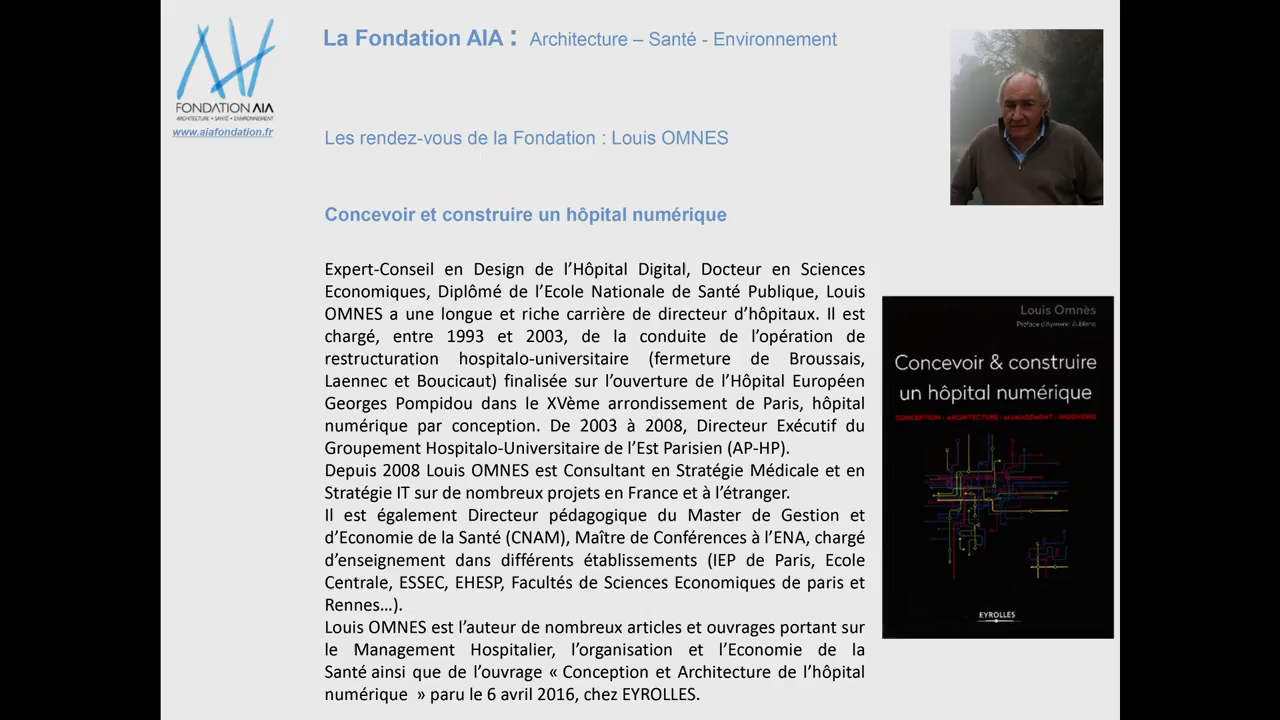 La Fondation AIA : Architecture – Santé - Environnement
FONDATION AIA
ARCHITECTURE • SANTÉ • ENVIRONNEMENT
www.aiafondation.fr
Les rendez-vous de la Fondation : Louis OMNES
Concevoir et construire un hôpital numérique
Expert-Conseil en Design de l’Hôpital Digital, Docteur en Sciences
Economiques, Diplômé de l’Ecole Nationale de Santé Publique, Louis
OMNES a une longue et riche carrière de directeur d’hôpitaux. Il est
chargé, entre 1993 et 2003, de la conduite de l’opération de
restructuration hospitalo-universitaire (fermeture de Broussais,
Laennec et Boucicaut) finalisée sur l’ouverture de l’Hôpital Européen
Georges Pompidou dans le XVème arrondissement de Paris, hôpital
numérique par conception. De 2003 à 2008, Directeur Exécutif du
Groupement Hospitalo-Universitaire de l’Est Parisien (AP-HP).
Depuis 2008 Louis OMNES est Consultant en Stratégie Médicale et en
Stratégie IT sur de nombreux projets en France et à l’étranger.
Il est également Directeur pédagogique du Master de Gestion et
d’Economie de la Santé (CNAM), Maître de Conférences à l’ENA, chargé
d’enseignement dans différents établissements (IEP de Paris, Ecole
Centrale, ESSEC, EHESP, Facultés de Sciences Economiques de paris et
Rennes…).
Louis OMNES est l’auteur de nombreux articles et ouvrages portant sur
le Management Hospitalier, l’organisation et l’Economie de la
Santé ainsi que de l’ouvrage « Conception et Architecture de l’hôpital
numérique » paru le 6 avril 2016, chez EYROLLES.
Louis Omnès
Préface d'Aymeric Zublena
Concevoir & construire
un hôpital numérique
CONCEPTION - ARCHITECTURE - MANAGEMENT - INGENIERIE
EYROLLES